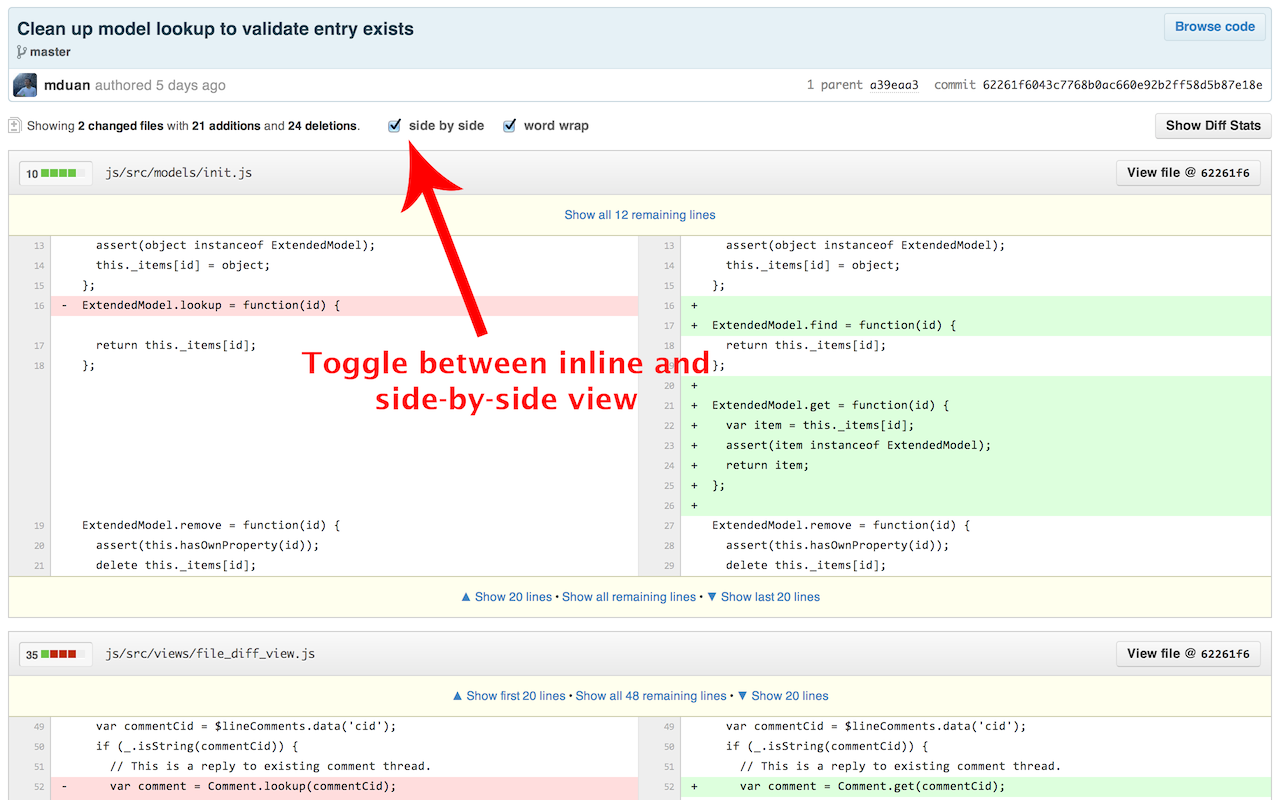 Clean up model lookup to validate entry exists
Browse code
master
mduan authored 5 days ago
1 parent a39eaa3 commit 62261f6043c7768b0ac660e92b2ff58d5b87e18e
Showing 2 changed files with 21 additions and 24 deletions.
side by side
word wrap
Show Diff Stats
10
js/src/models/init.js
View file @ 62261f6
Show all 12 remaining lines
13 assert(object instanceof ExtendedModel); 13 assert(object instanceof ExtendedModel);
14 this._items[id] = object; 14 this._items[id] = object;
15 }; 15 };
16 - ExtendedModel.lookup = function(id) { 16 +
17 + ExtendedModel.find = function(id) {
17 return this._items[id]; 18 return this._items[id];
18 }; };
Toggle between inline and
side-by-side view
20 +
21 + ExtendedModel.get = function(id) {
22 + var item = this._items[id];
23 + assert(item instanceof ExtendedModel);
24 + return item;
25 + };
26 +
19 ExtendedModel.remove = function(id) { 27 ExtendedModel.remove = function(id) {
20 assert(this.hasOwnProperty(id)); 28 assert(this.hasOwnProperty(id));
21 delete this._items[id]; 29 delete this._items[id];
▲ Show 20 lines • Show all remaining lines • ▼ Show last 20 lines
35
js/src/views/file_diff_view.js
View file @ 62261f6
▲ Show first 20 lines • Show all 48 remaining lines • ▼ Show 20 lines
49 var commentCid = $lineComments.data('cid'); 49 var commentCid = $lineComments.data('cid');
50 if (_.isString(commentCid)) { 50 if (_.isString(commentCid)) {
51 // This is a reply to existing comment thread. 51 // This is a reply to existing comment thread.
52 - var comment = Comment.lookup(commentCid); 52 + var comment = Comment.get(commentCid);